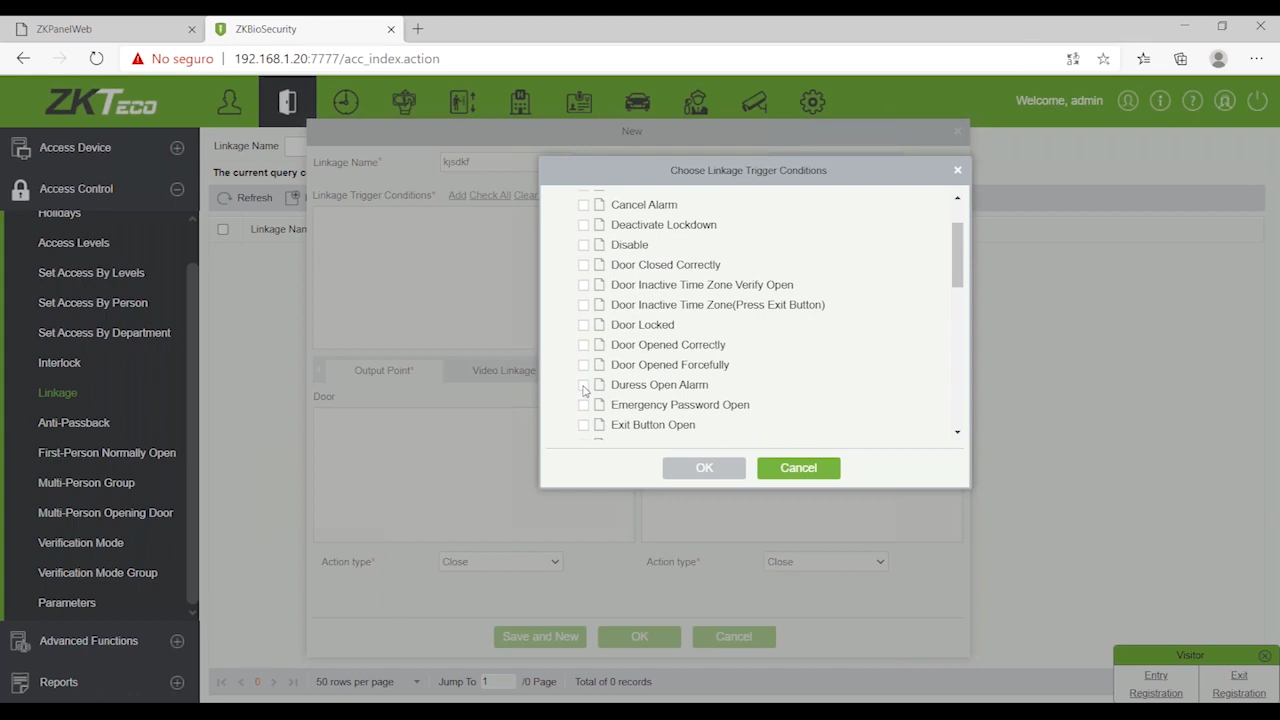 ZKPanelWeb
ZKBioSecurity
No seguro
192.168.1.20:7777/acc_index.action
ZKTeco
Welcome, admin
Access Device
Access Control
Holidays
Access Levels
Set Access By Levels
Set Access By Person
Set Access By Department
Interlock
Linkage
Anti-Passback
First-Person Normally Open
Multi-Person Group
Multi-Person Opening Door
Verification Mode
Verification Mode Group
Parameters
Advanced Functions
Reports
Linkage Name
The current query c
Refresh
Linkage Nan
New
Linkage Name*
kjsdkf
Linkage Trigger Conditions*
Add Check All Clear
Output Point*
Video Linkage
Door
Action type*
Close
Action type*
Close
Save and New
OK
Cancel
Choose Linkage Trigger Conditions
Cancel Alarm
Deactivate Lockdown
Disable
Door Closed Correctly
Door Inactive Time Zone Verify Open
Door Inactive Time Zone(Press Exit Button)
Door Locked
Door Opened Correctly
Door Opened Forcefully
Duress Open Alarm
Emergency Password Open
Exit Button Open
OK
Cancel
0
50 rows per page
Jump To 1 /0 Page
Total of 0 records
Visitor
Entry Registration
Exit Registration